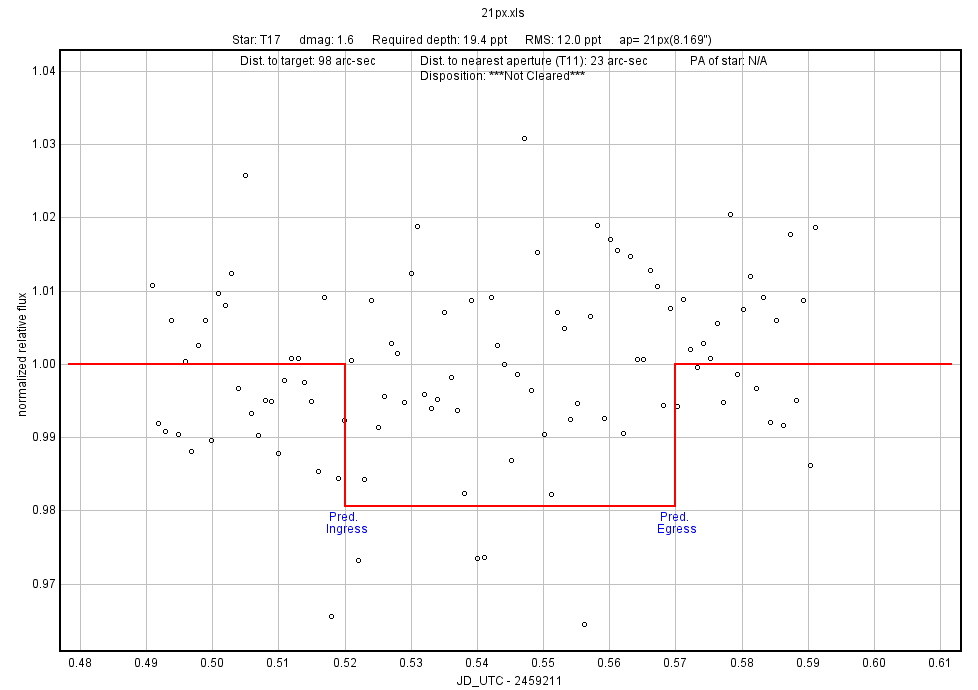 21px.xls
Star: T17 dmag: 1.6 Required depth: 19.4 ppt RMS: 12.0 ppt ap= 21px(8.169")
Dist. to target: 98 arc-sec Dist. to nearest aperture (T11): 23 arc-sec PA of star: N/A
Disposition: ***Not Cleared***
1.04
1.03
1.02
1.01
1.00
0.99
0.98
0.97
normalized relative flux
Pred. Ingress
Pred. Egress
0.48 0.49 0.50 0.51 0.52 0.53 0.54 0.55 0.56 0.57 0.58 0.59 0.60 0.61
JD_UTC - 2459211